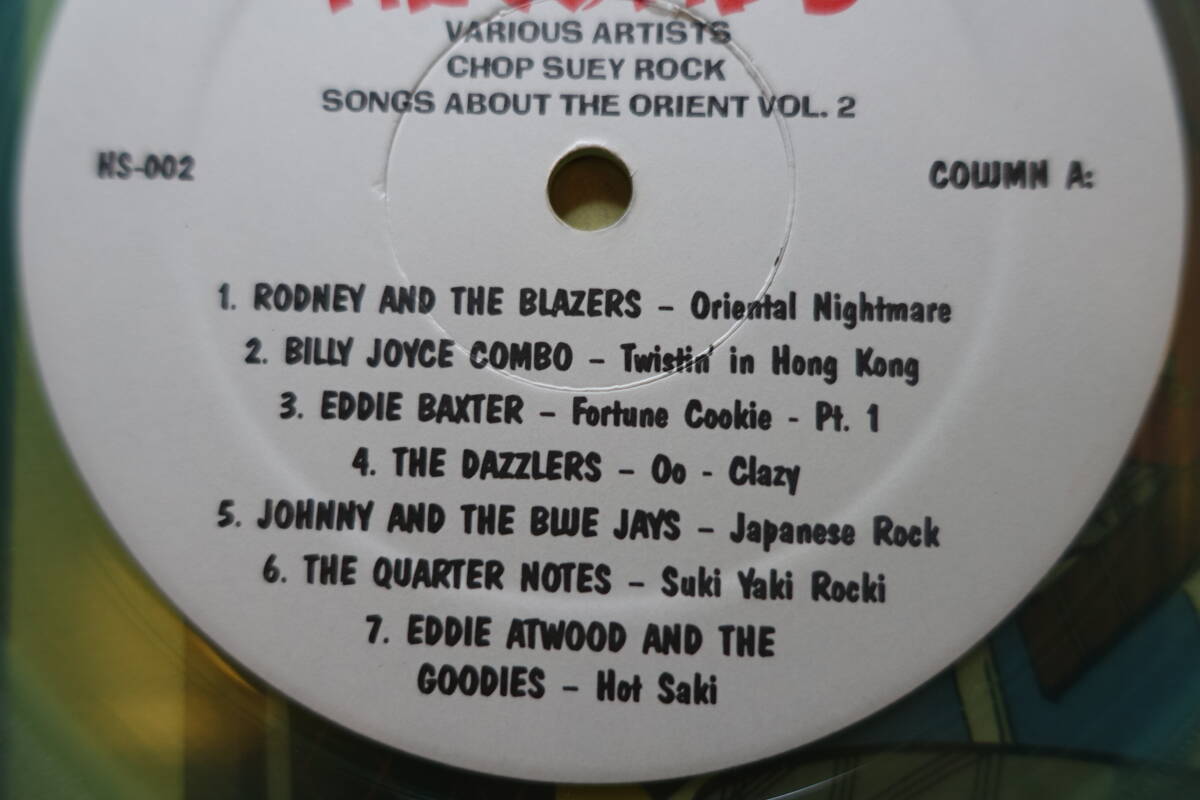 VARIOUS ARTISTS
CHOP SUEY ROCK
SONGS ABOUT THE ORIENT VOL. 2
HS-002
COLUMN A:
1. RODNEY AND THE BLAZERS – Oriental Nightmare
2. BILLY JOYCE COMBO – Twistin' in Hong Kong
3. EDDIE BAXTER – Fortune Cookie - Pt. 1
4. THE DAZZLERS – Oo - Clazy
5. JOHNNY AND THE BLUE JAYS – Japanese Rock
6. THE QUARTER NOTES – Suki Yaki Rocki
7. EDDIE ATWOOD AND THE
GOODIES – Hot Saki